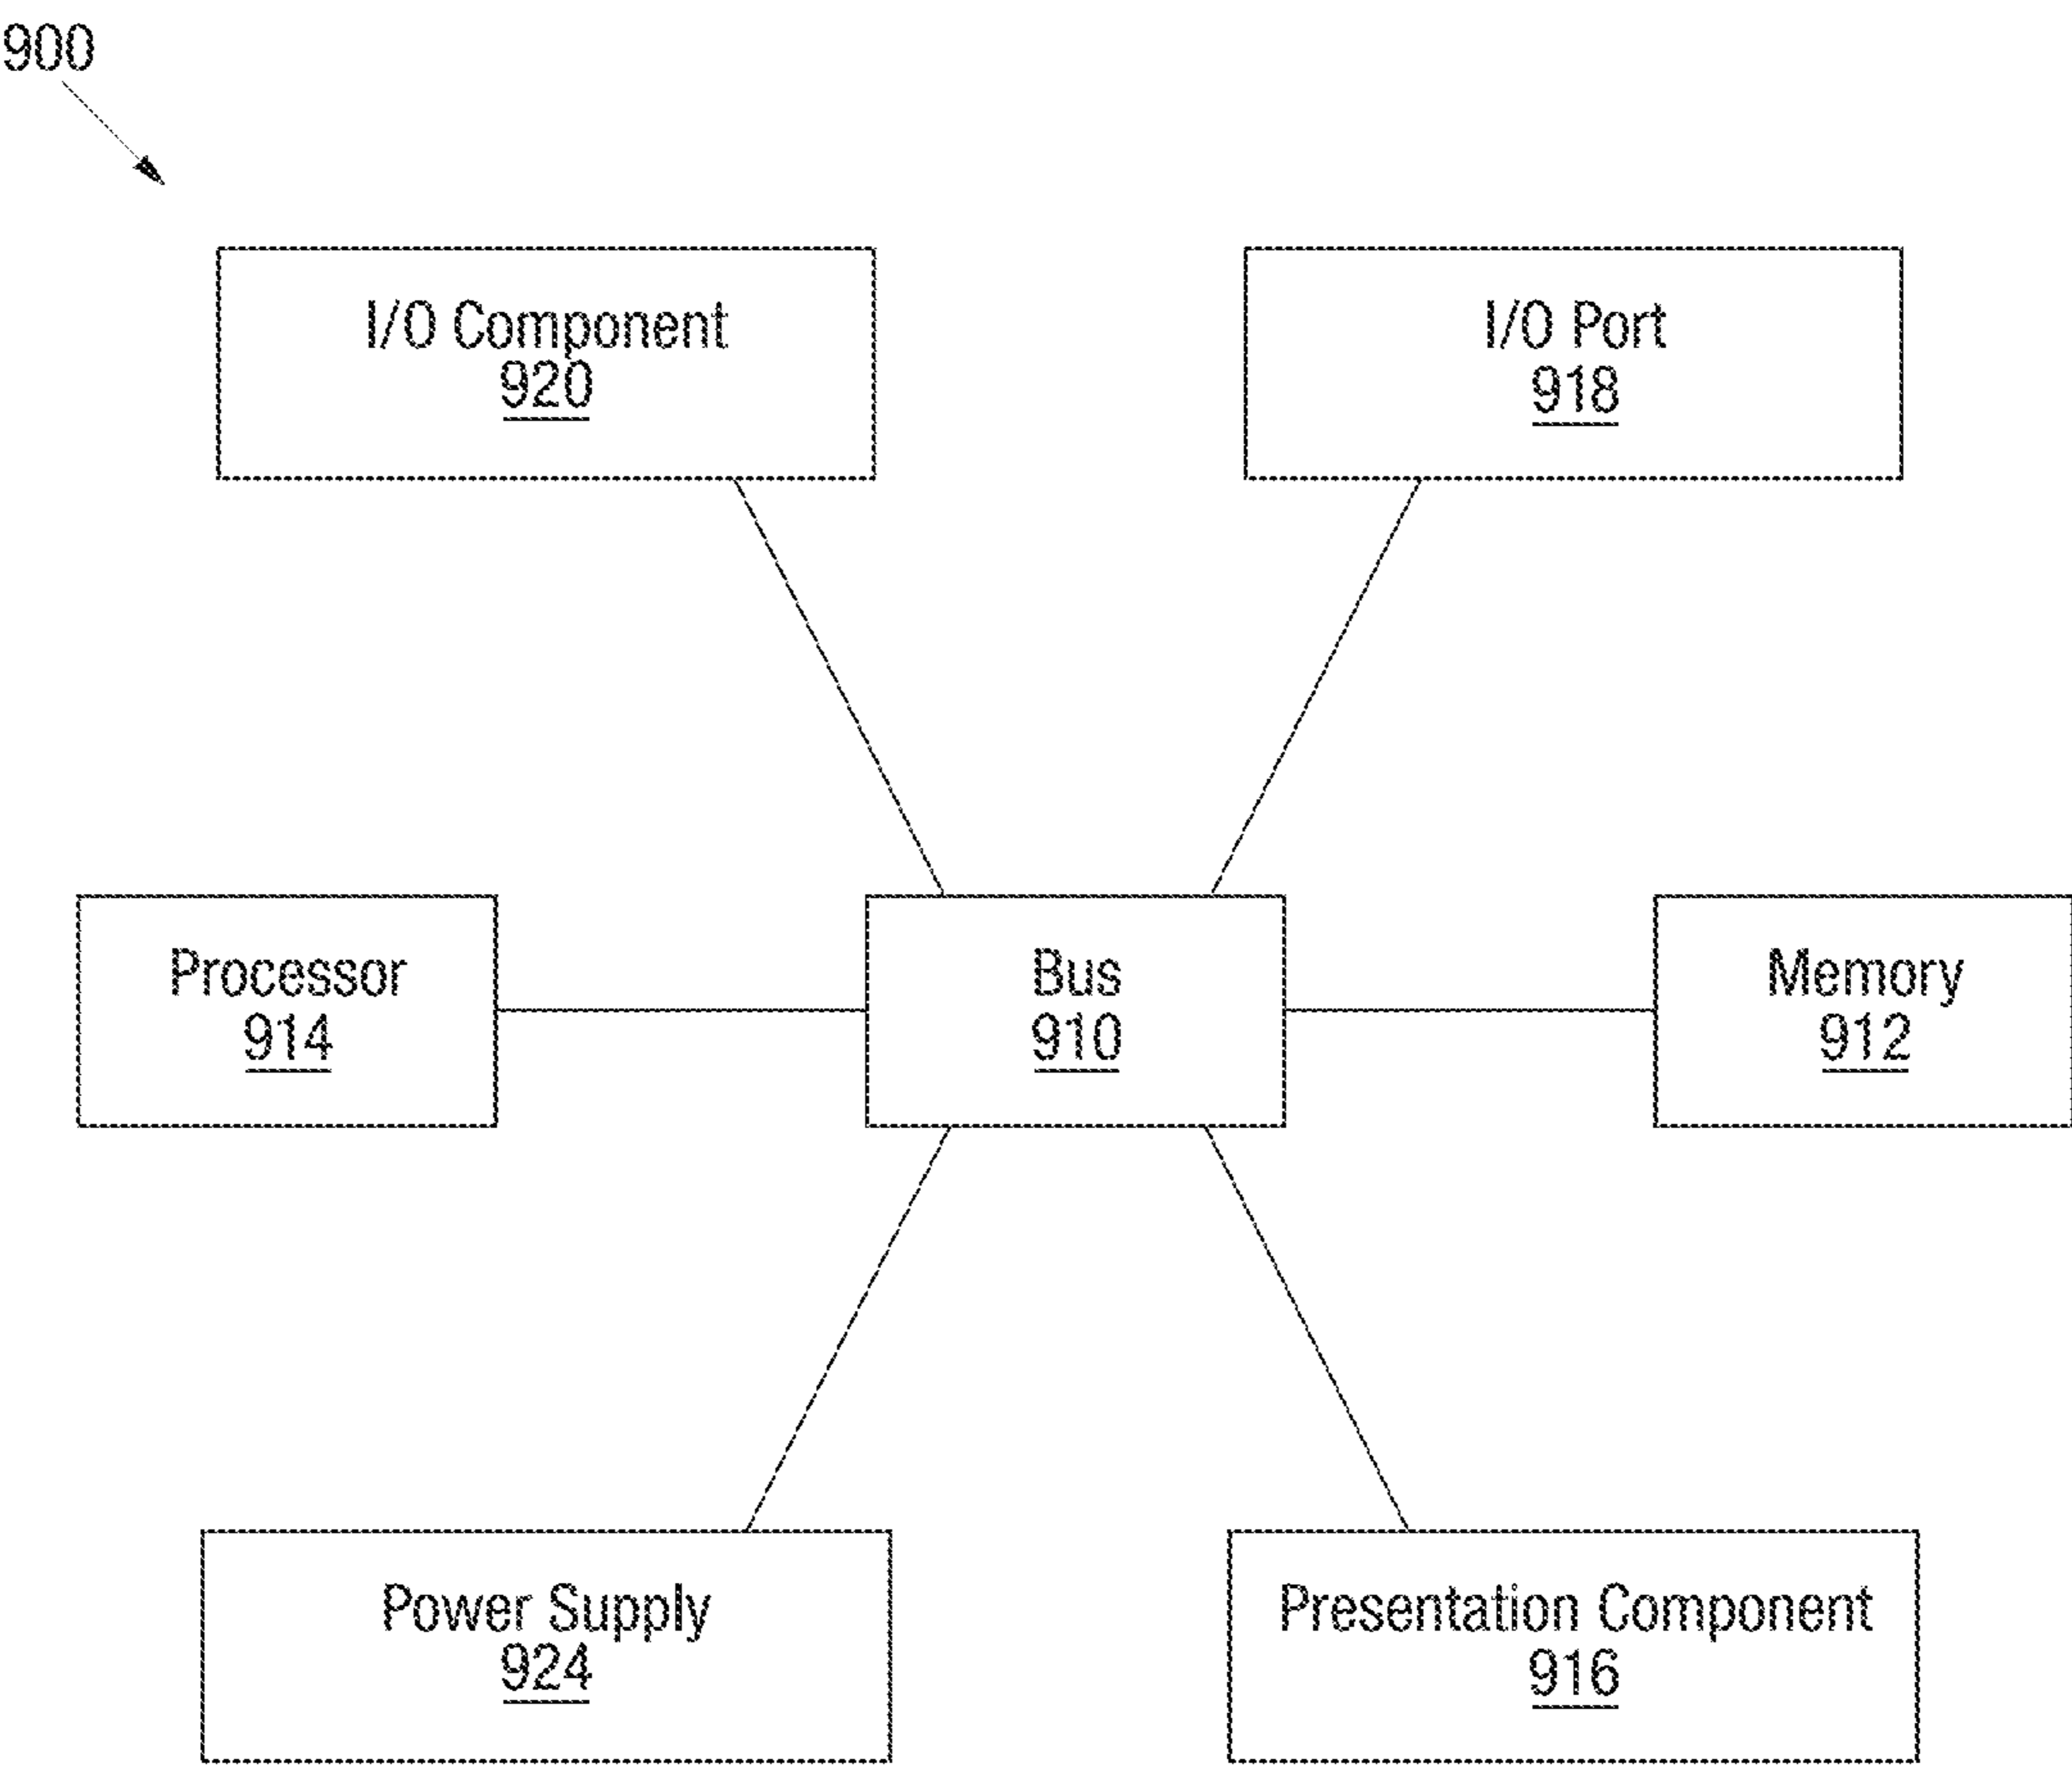 900
I/O Component
920
I/O Port
918
Processor
914
Bus
910
Memory
912
Power Supply
924
Presentation Component
916